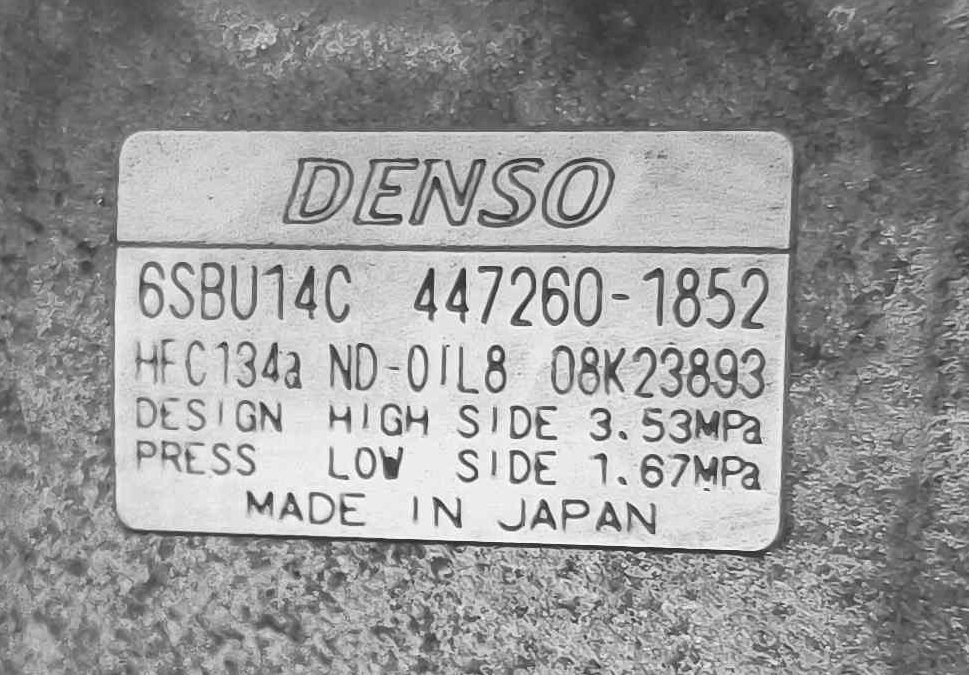 DENSO
6SBU14C 447260-1852
HFC134a ND-OIL8 08K23893
DESIGN HIGH SIDE 3.53MPa
PRESS LOW SIDE 1.67MPa
MADE IN JAPAN